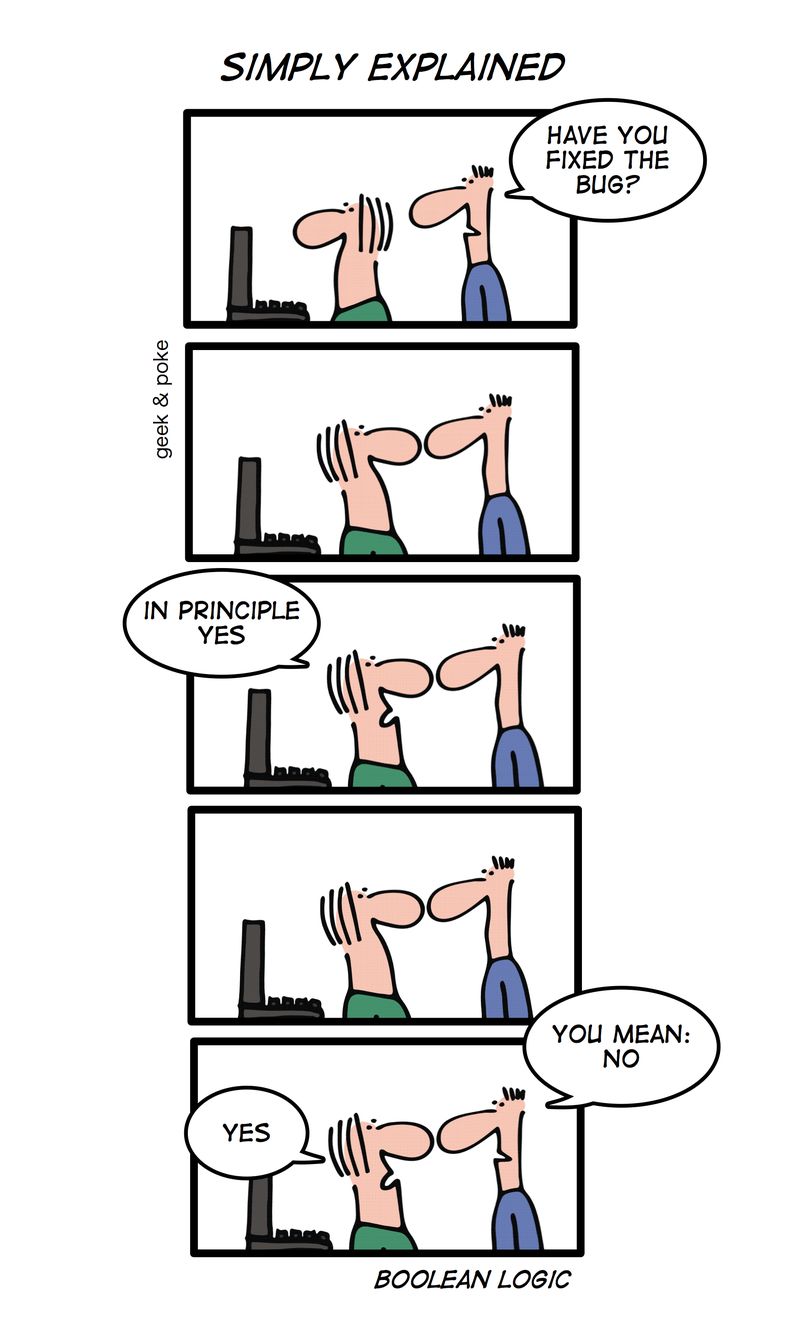 SIMPLY EXPLAINED
HAVE YOU
FIXED THE
BUG?
geek & poke
IN PRINCIPLE
YES
YOU MEAN:
NO
YES
BOOLEAN LOGIC